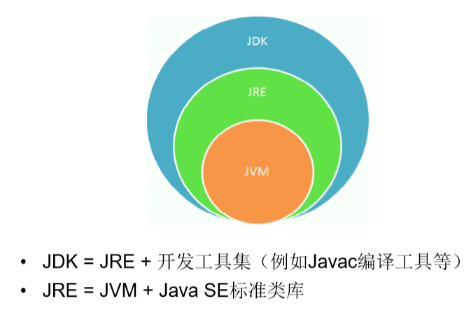 JDK
JRE
JVM
• JDK = JRE + 开发工具集（例如Javac编译工具等）
• JRE = JVM + Java SE标准类库